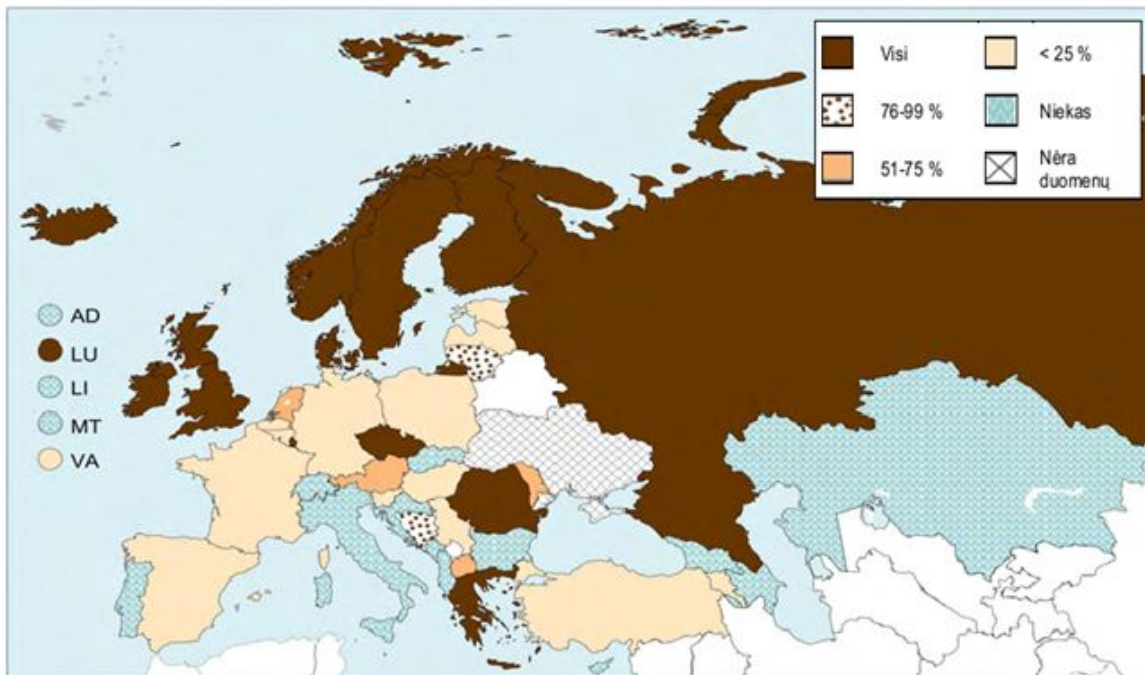 Visi
< 25 %
76-99 %
Niekas
51-75 %
Nėra
duomenų
AD
LU
LI
MT
VA